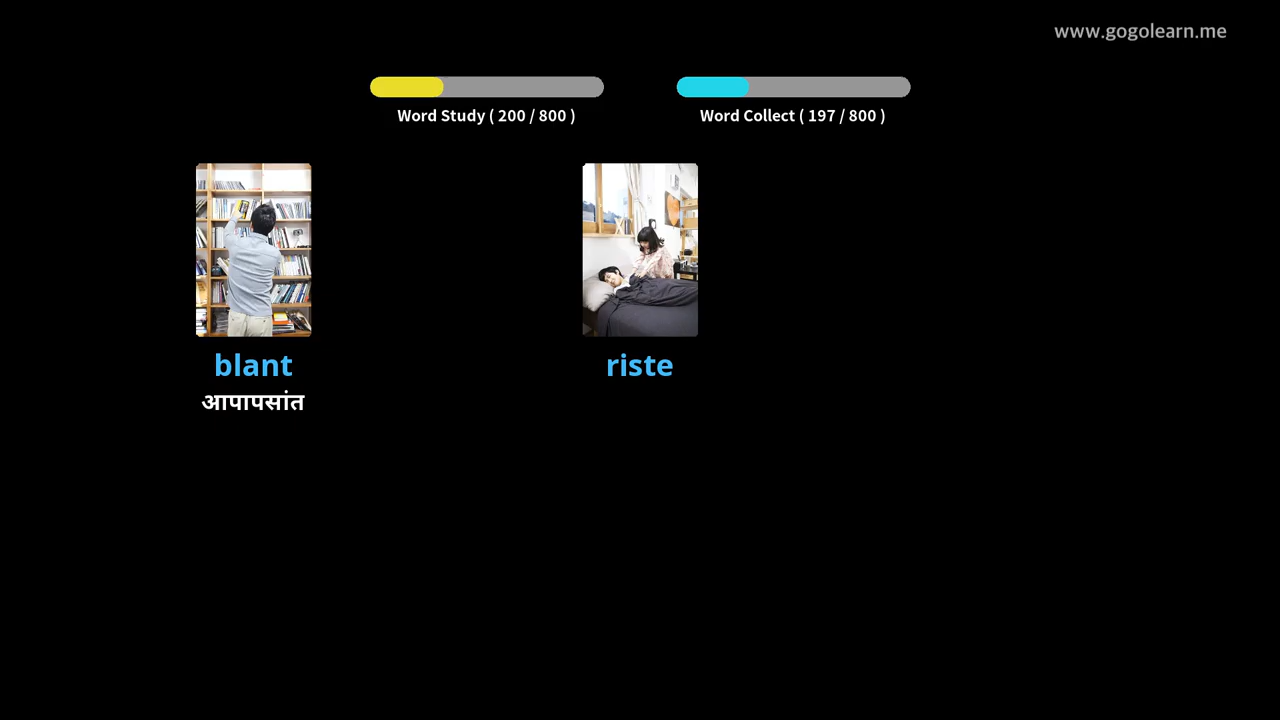 www.gogolearn.me
Word Study ( 200 / 800 )
Word Collect ( 197 / 800 )
blant
आपापसांत
riste